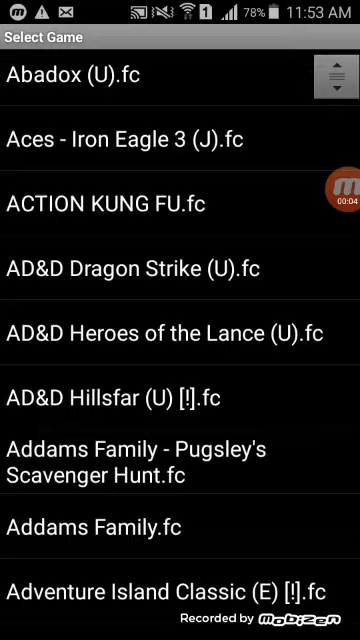 78% 11:53 AM
Select Game
Abadox (U).fc
Aces - Iron Eagle 3 (J).fc
ACTION KUNG FU.fc
00:04
AD&D Dragon Strike (U).fc
AD&D Heroes of the Lance (U).fc
AD&D Hillsfar (U) [!].fc
Addams Family - Pugsley's
Scavenger Hunt.fc
Addams Family.fc
Adventure Island Classic (E) [!].fc
Recorded by mobizen